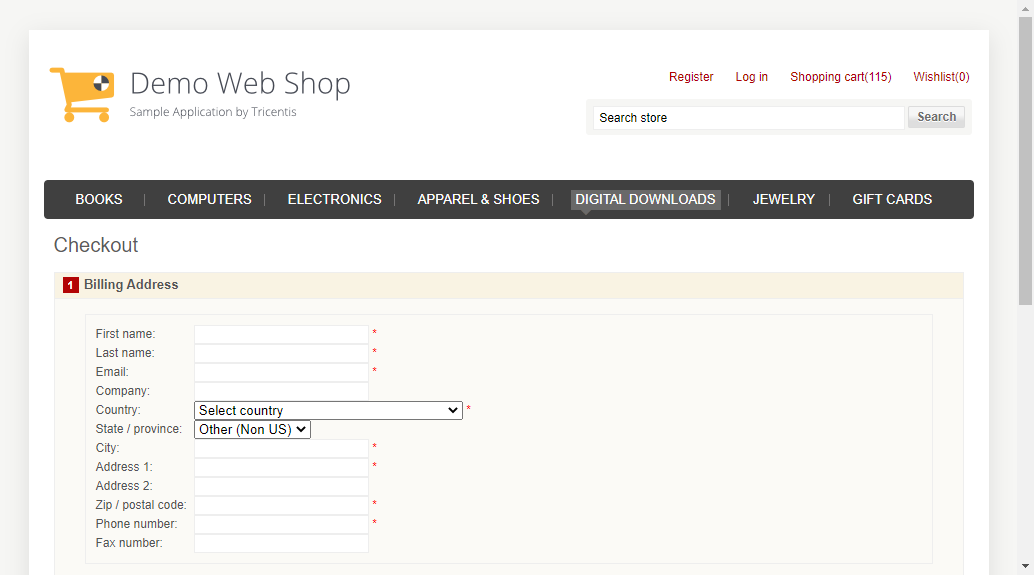 Demo Web Shop
Sample Application by Tricentis
Register Log in Shopping cart(115) Wishlist(0)
Search store Search
BOOKS COMPUTERS ELECTRONICS APPAREL & SHOES DIGITAL DOWNLOADS JEWELRY GIFT CARDS
Checkout
1 Billing Address
First name: *
Last name: *
Email: *
Company:
Country: Select country *
State / province: Other (Non US)
City: *
Address 1: *
Address 2:
Zip / postal code: *
Phone number: *
Fax number: